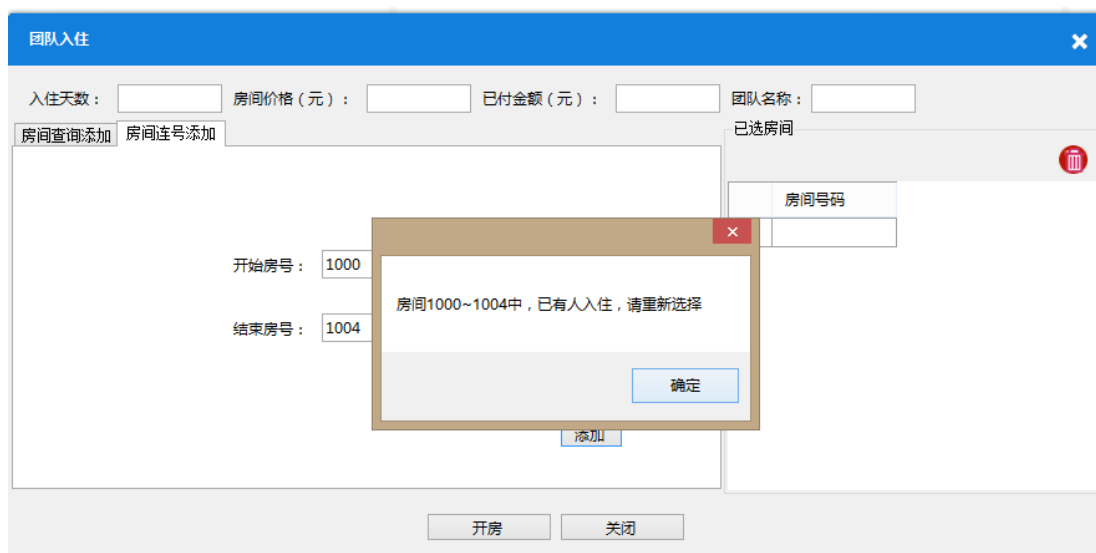 团队入住
入住天数： 房间价格（元）： 已付金额（元）： 团队名称：
房间查询添加 房间连号添加 已选房间
房间号码
开始房号： 1000
房间1000~1004中，已有人入住，请重新选择
结束房号： 1004
确定
添加
开房 关闭